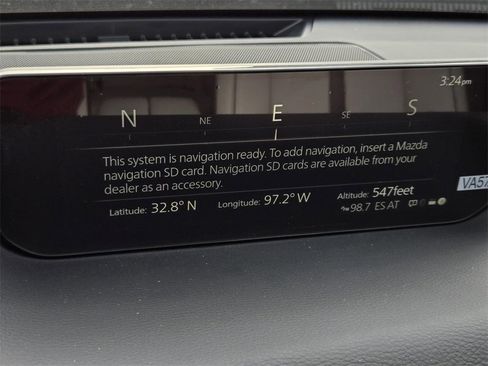 3:24pm
N NE E SE S
This system is navigation ready. To add navigation, insert a Mazda
navigation SD card. Navigation SD cards are available from your
dealer as an accessory.
VA57
Latitude: 32.8° N Longitude: 97.2° W Altitude: 547feet
98.7 ES AT